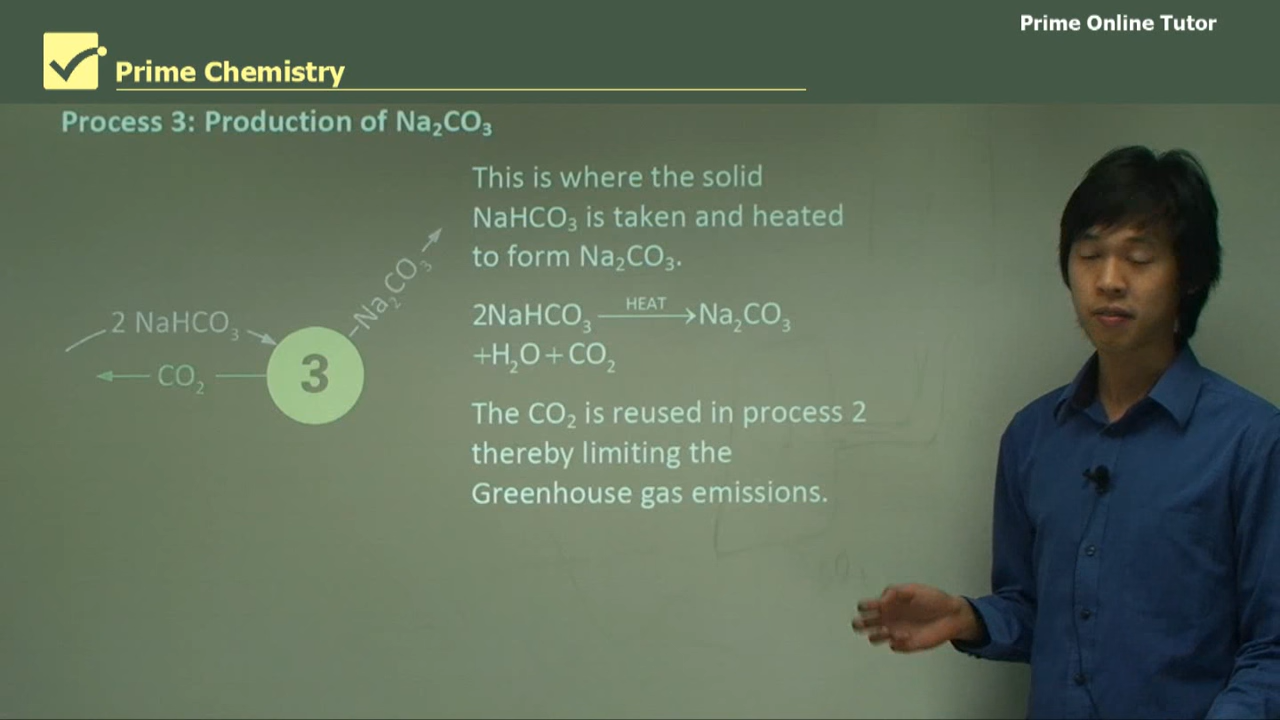 Prime Online Tutor
Prime Chemistry
Process 3: Production of Na₂CO₃
This is where the solid
NaHCO₃ is taken and heated
to form Na₂CO₃.
2NaHCO₃ —HEAT→ Na₂CO₃
+H₂O + CO₂
The CO₂ is reused in process 2
thereby limiting the
Greenhouse gas emissions.
2 NaHCO₃
Na₂CO₃
CO₂
3